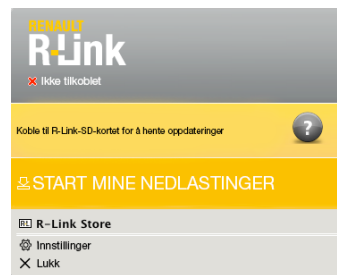 RENAULT
R-Link
Ikke tilkoblet
Koble til R-Link-SD-kortet for å hente oppdateringer
?
START MINE NEDLASTINGER
RL R-Link Store
Innstillinger
Lukk